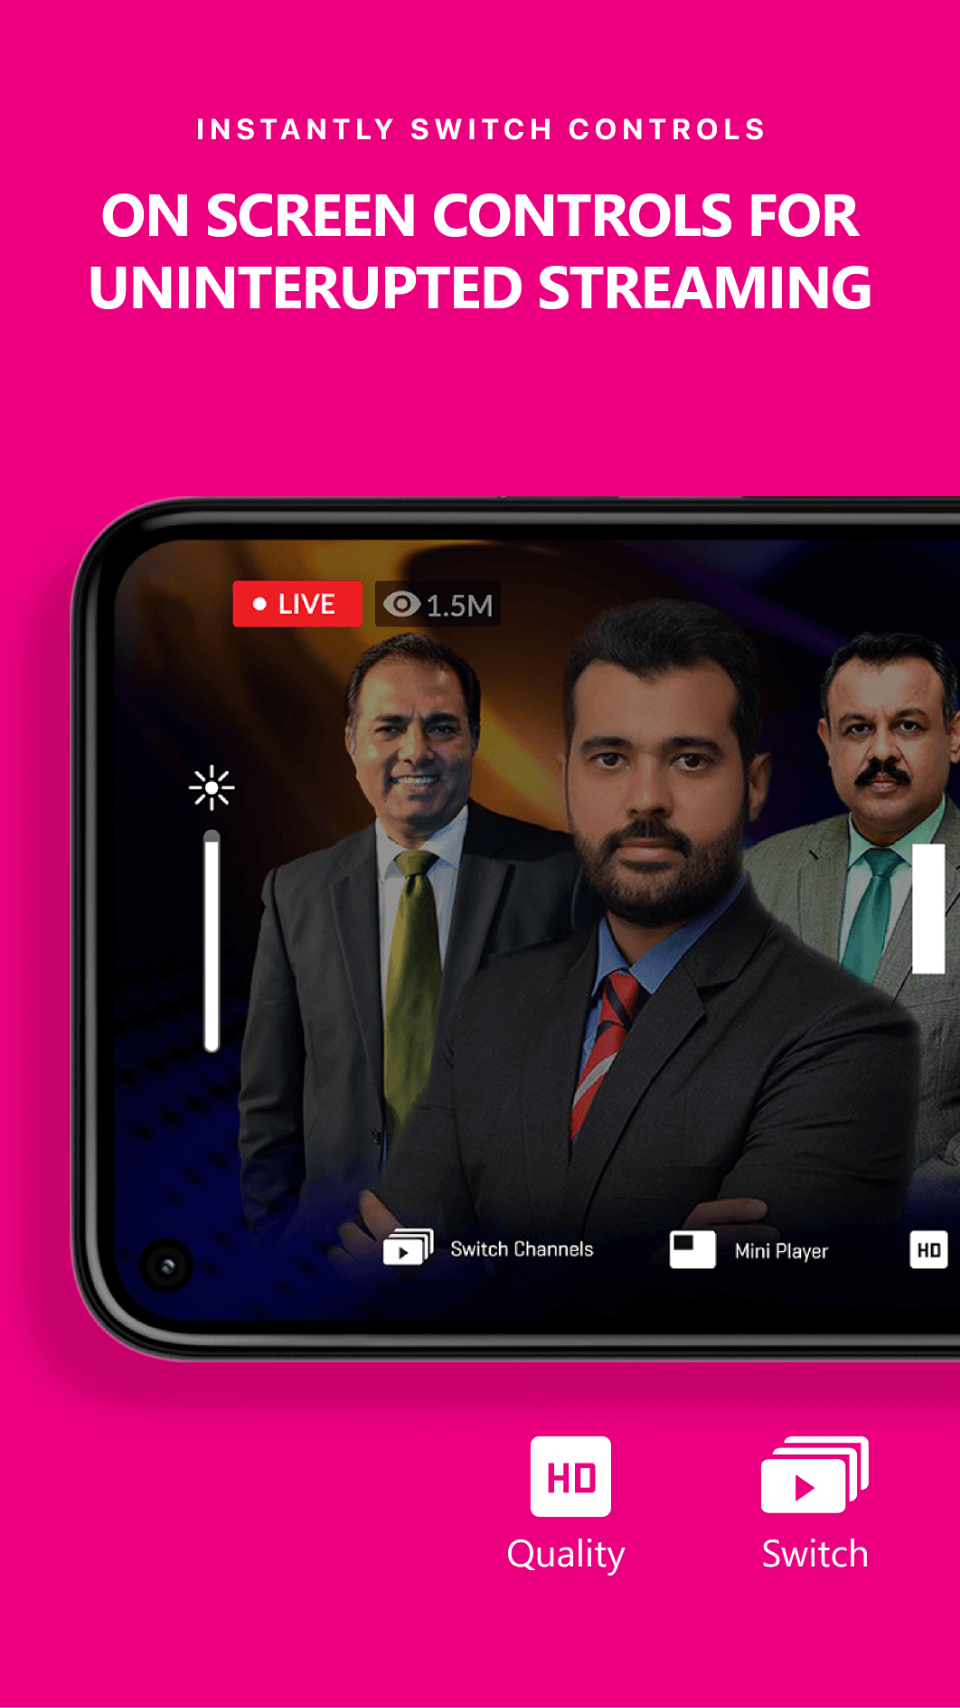 INSTANTLY SWITCH CONTROLS
ON SCREEN CONTROLS FOR
UNINTERUPTED STREAMING
LIVE 1.5M
Switch Channels Mini Player HD
HD
Quality Switch